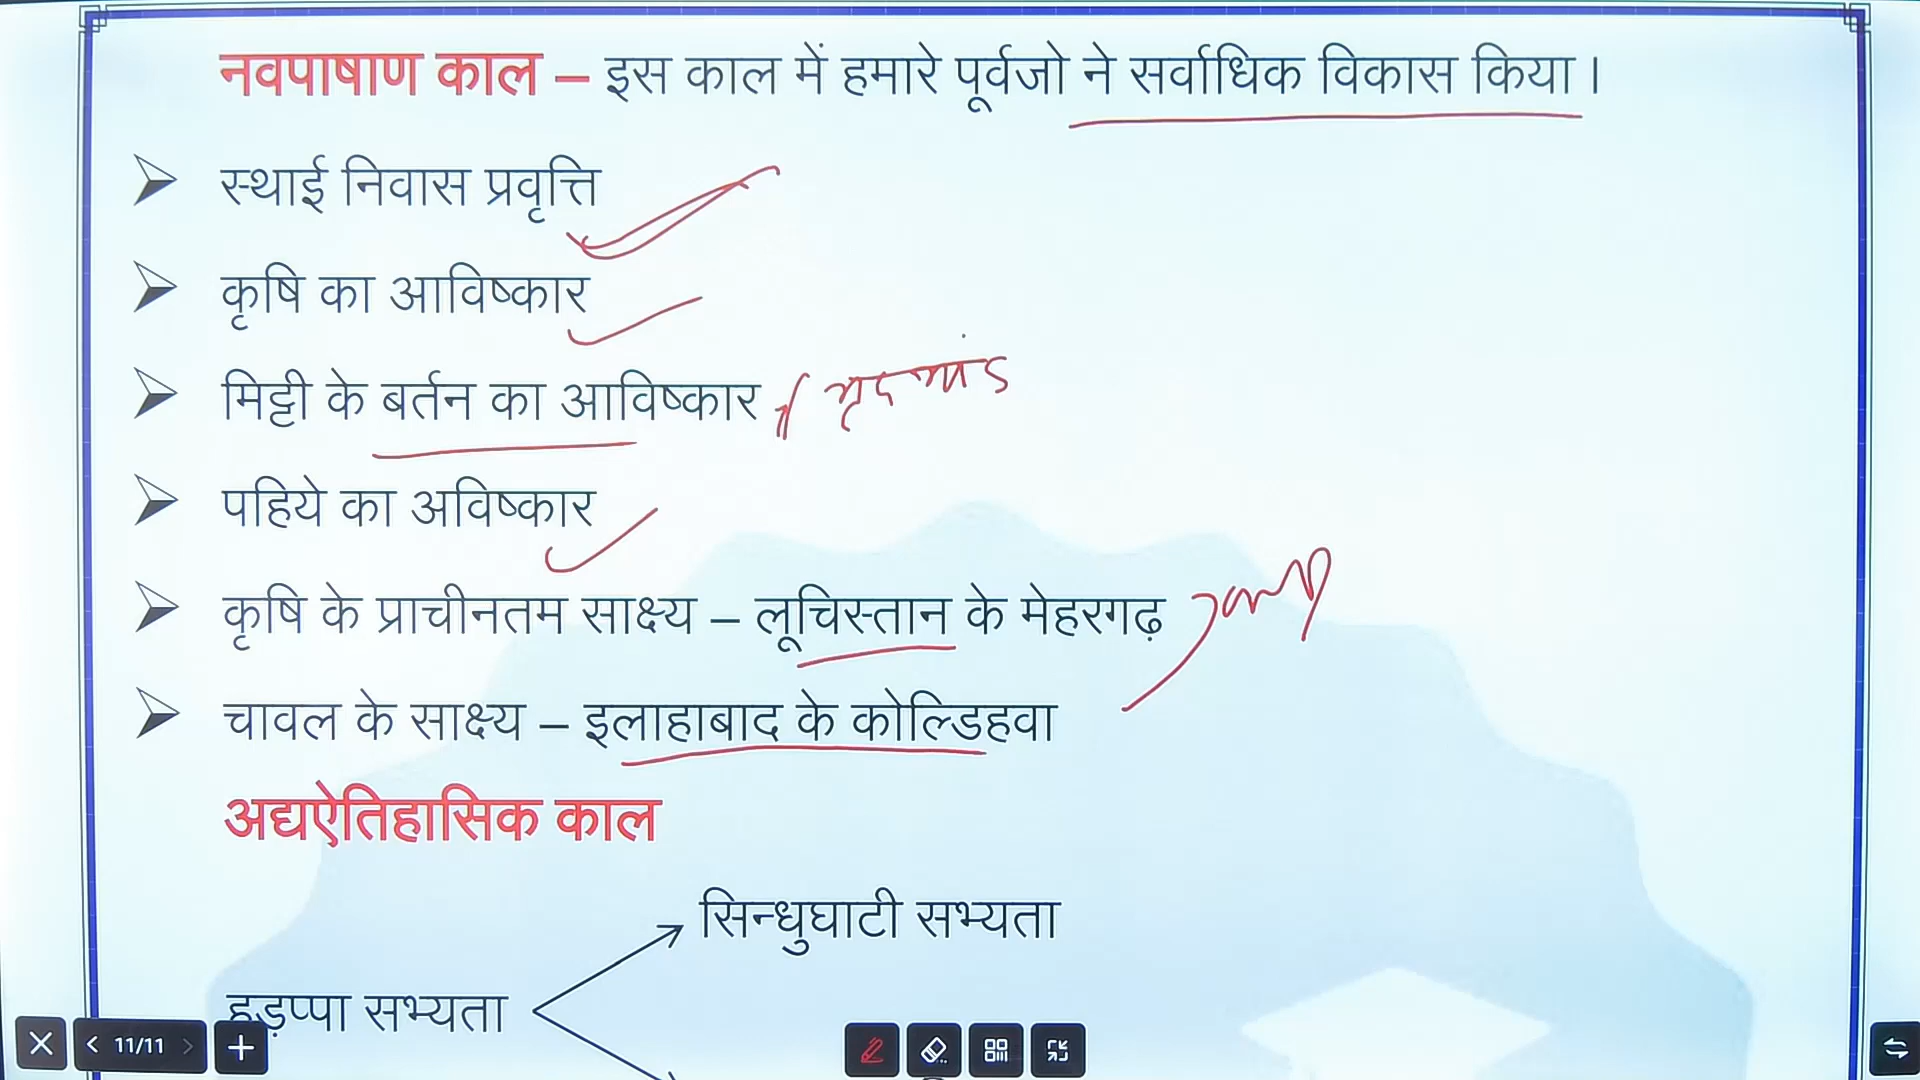 नवपाषाण काल – इस काल में हमारे पूर्वजो ने सर्वाधिक विकास किया।
स्थाई निवास प्रवृत्ति
कृषि का आविष्कार
मिट्टी के बर्तन का आविष्कार मृदभांड
पहिये का अविष्कार
कृषि के प्राचीनतम साक्ष्य – लूचिस्तान के मेहरगढ़
चावल के साक्ष्य – इलाहाबाद के कोल्डिहवा
अद्यऐतिहासिक काल
सिन्धुघाटी सभ्यता
हड़प्पा सभ्यता
11/11